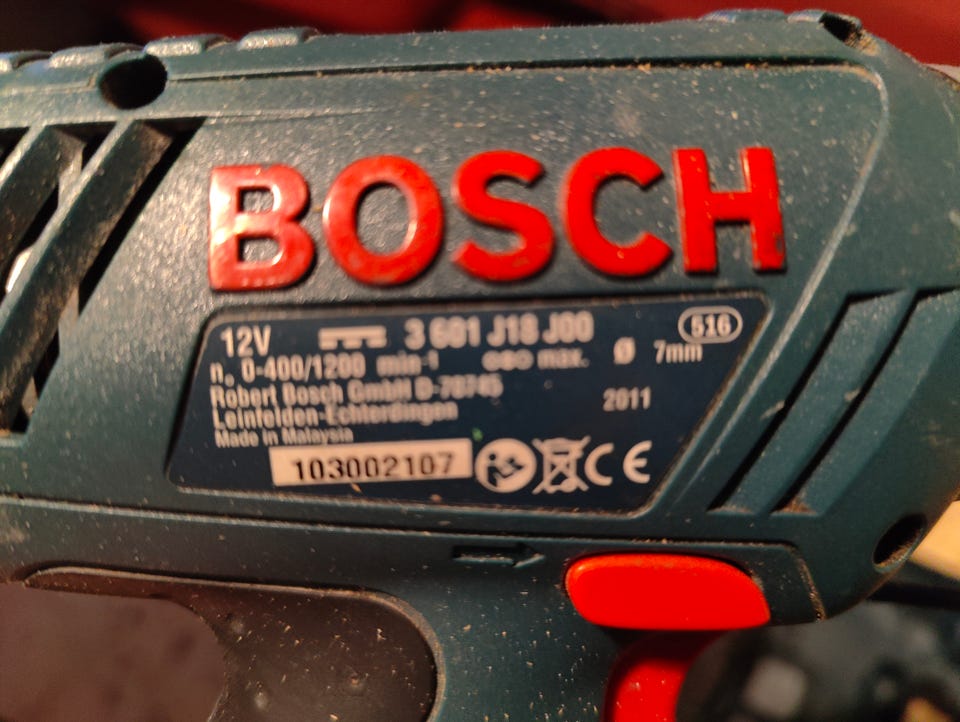 BOSCH
12V 3 601 J18 J00 516
n₀ 0-400/1200 min-1 max. Ø 7mm
Robert Bosch GmbH D-70745
Leinfelden-Echterdingen 2011
Made in Malaysia
103002107
CE